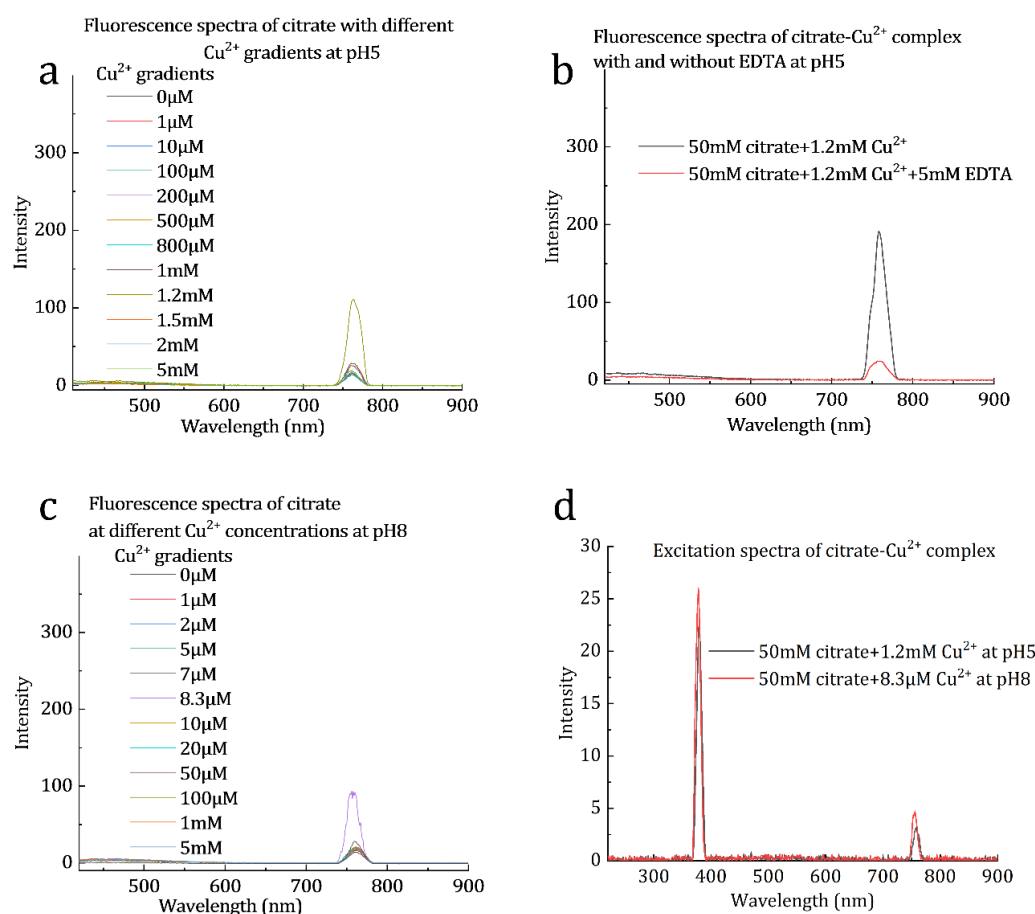 Fluorescence spectra of citrate with different
Cu²⁺ gradients at pH5
a
Cu²⁺ gradients
0μM
1μM
10μM
100μM
200μM
500μM
800μM
1mM
1.2mM
1.5mM
2mM
5mM
300
200
100
0
Intensity
500 600 700 800 900
Wavelength (nm)
b
Fluorescence spectra of citrate-Cu²⁺ complex
with and without EDTA at pH5
50mM citrate+1.2mM Cu²⁺
50mM citrate+1.2mM Cu²⁺+5mM EDTA
300
200
100
0
Intensity
500 600 700 800 900
Wavelength (nm)
c
Fluorescence spectra of citrate
at different Cu²⁺ concentrations at pH8
Cu²⁺ gradients
0μM
1μM
2μM
5μM
7μM
8.3μM
10μM
20μM
50μM
100μM
1mM
5mM
300
200
100
0
Intensity
500 600 700 800 900
Wavelength (nm)
d
Excitation spectra of citrate-Cu²⁺ complex
50mM citrate+1.2mM Cu²⁺ at pH5
50mM citrate+8.3μM Cu²⁺ at pH8
30
25
20
15
10
5
0
Intensity
300 400 500 600 700 800 900
Wavelength (nm)